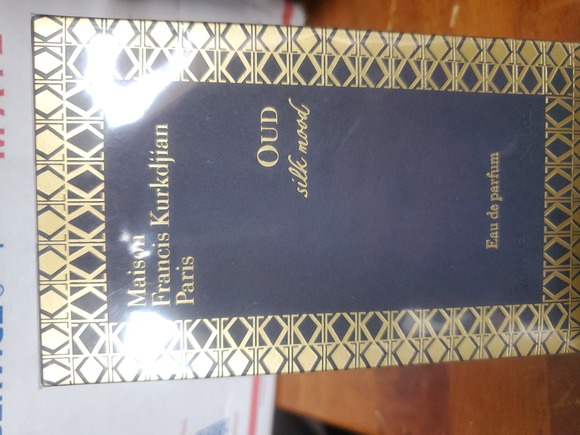 Maison
Francis Kurkdjian
Paris
OUD
silk mood
Eau de parfum